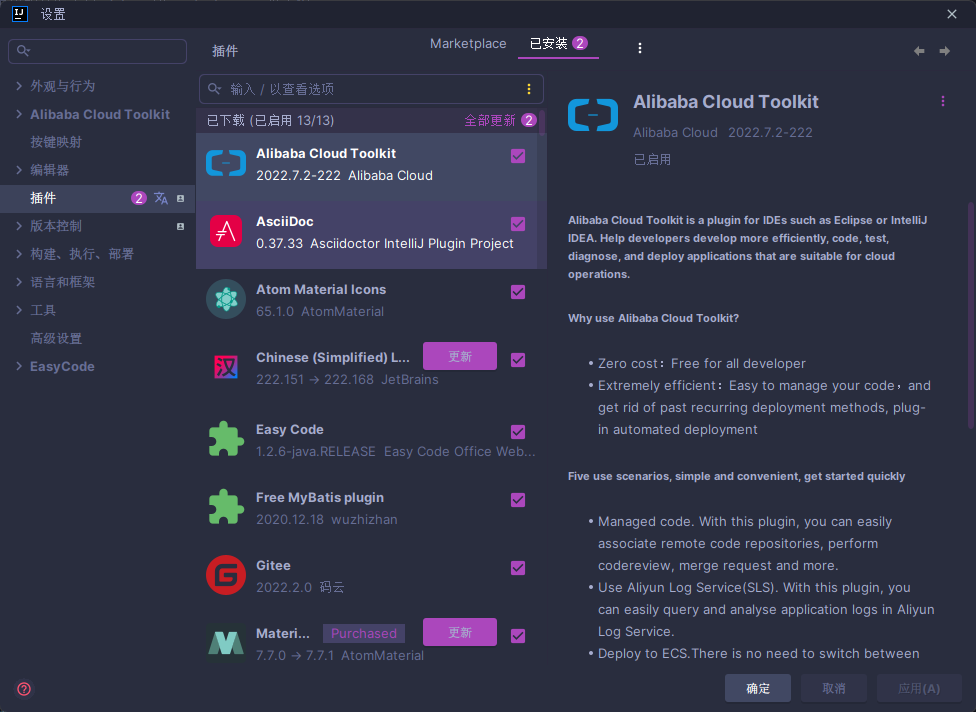 IJ
设置
插件
Marketplace
已安装 2
外观与行为
Alibaba Cloud Toolkit
按键映射
编辑器
插件 2
版本控制
构建、执行、部署
语言和框架
工具
高级设置
EasyCode
输入 / 以查看选项
已下载 (已启用 13/13) 全部更新 2
Alibaba Cloud Toolkit
2022.7.2-222 Alibaba Cloud
AsciiDoc
0.37.33 Asciidoctor IntelliJ Plugin Project
Atom Material Icons
65.1.0 AtomMaterial
汉
Chinese (Simplified) L... 更新
222.151 → 222.168 JetBrains
Easy Code
1.2.6-java.RELEASE Easy Code Office Web...
Free MyBatis plugin
2020.12.18 wuzhizhan
Gitee
2022.2.0 码云
Materi... Purchased 更新
7.7.0 → 7.7.1 AtomMaterial
Alibaba Cloud Toolkit
Alibaba Cloud 2022.7.2-222
已启用
Alibaba Cloud Toolkit is a plugin for IDEs such as Eclipse or IntelliJ
IDEA. Help developers develop more efficiently, code, test,
diagnose, and deploy applications that are suitable for cloud
operations.
Why use Alibaba Cloud Toolkit?
• Zero cost：Free for all developer
• Extremely efficient：Easy to manage your code，and
get rid of past recurring deployment methods, plug-
in automated deployment
Five use scenarios, simple and convenient, get started quickly
• Managed code. With this plugin, you can easily
associate remote code repositories, perform
codereview, merge request and more.
• Use Aliyun Log Service(SLS). With this plugin, you
can easily query and analyse application logs in Aliyun
Log Service.
• Deploy to ECS.There is no need to switch between
?
确定
取消
应用(A)